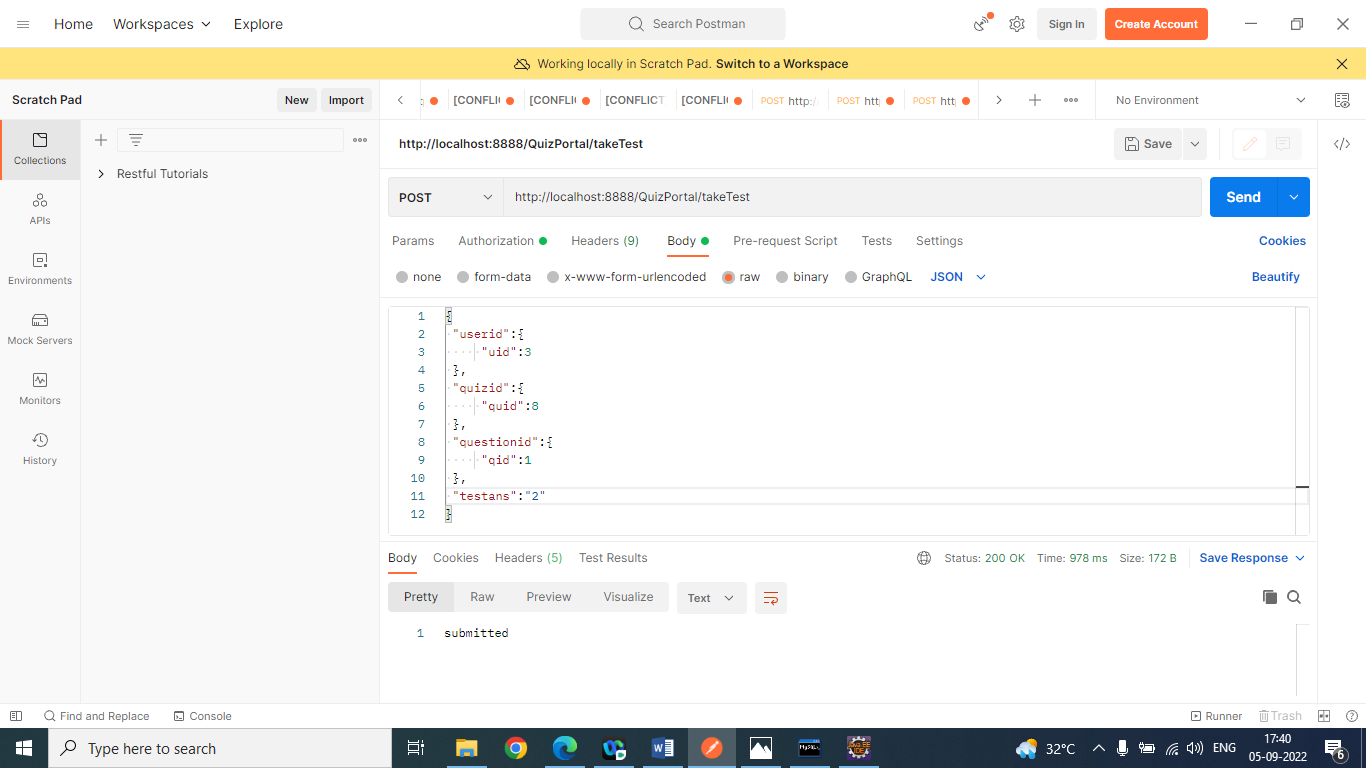 Home Workspaces Explore Search Postman Sign In Create Account
Working locally in Scratch Pad. Switch to a Workspace
Scratch Pad New Import [CONFLI [CONFLI [CONFLICT [CONFLI POST http:/ POST htt POST htt No Environment
http://localhost:8888/QuizPortal/takeTest Save
Collections
Restful Tutorials
APIs
Environments
Mock Servers
Monitors
History
POST http://localhost:8888/QuizPortal/takeTest Send
Params Authorization Headers (9) Body Pre-request Script Tests Settings Cookies
none form-data x-www-form-urlencoded raw binary GraphQL JSON Beautify
1 {
2 "userid":{
3 "uid":3
4 },
5 "quizid":{
6 "quid":8
7 },
8 "questionid":{
9 "qid":1
10 },
11 "testans":"2"
12 }
Body Cookies Headers (5) Test Results Status: 200 OK Time: 978 ms Size: 172 B Save Response
Pretty Raw Preview Visualize Text
1 submitted
Find and Replace Console Runner Trash
Type here to search 32°C ENG 17:40
05-09-2022 6